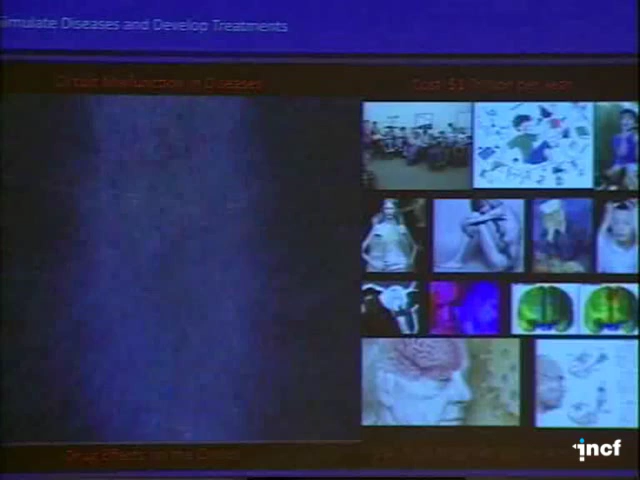 Simulate Diseases and Develop Treatments
Circuit Malfunction in Diseases
Cost: $1 Trillion per year
Drug Effects on the Circuit
incf